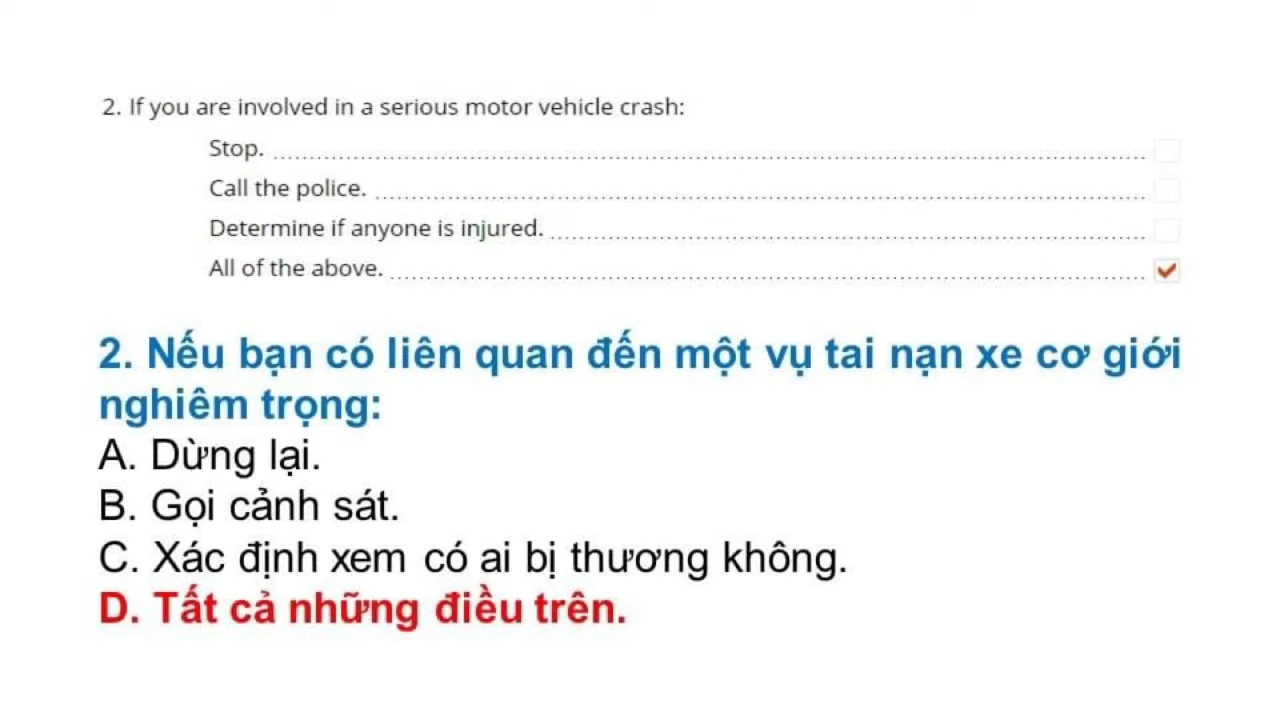 2. If you are involved in a serious motor vehicle crash:
Stop.
Call the police.
Determine if anyone is injured.
All of the above.
2. Nếu bạn có liên quan đến một vụ tai nạn xe cơ giới
nghiêm trọng:
A. Dừng lại.
B. Gọi cảnh sát.
C. Xác định xem có ai bị thương không.
D. Tất cả những điều trên.